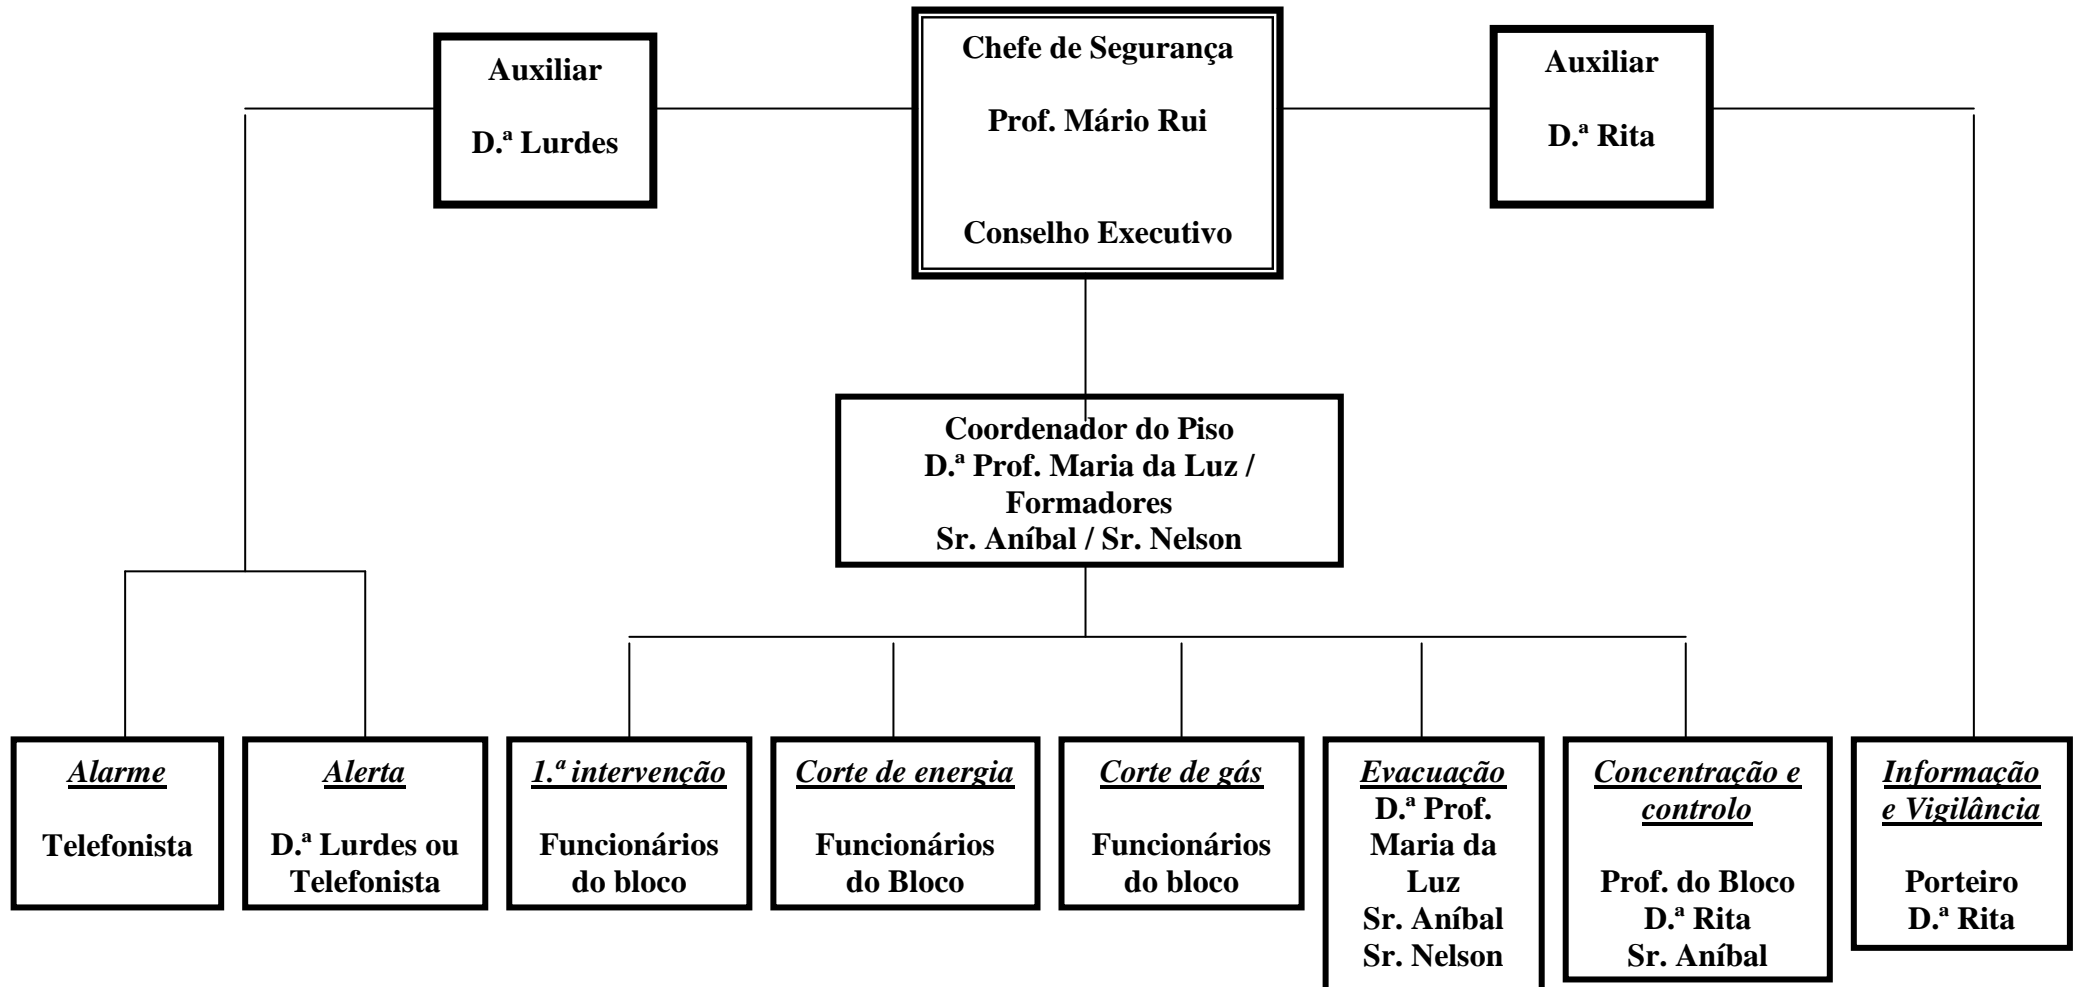 Auxiliar
D.ª Lurdes
Chefe de Segurança
Prof. Mário Rui
Conselho Executivo
Auxiliar
D.ª Rita
Coordenador do Piso
D.ª Prof. Maria da Luz /
Formadores
Sr. Aníbal / Sr. Nelson
Alarme
Telefonista
Alerta
D.ª Lurdes ou
Telefonista
1.ª intervenção
Funcionários
do bloco
Corte de energia
Funcionários
do Bloco
Corte de gás
Funcionários
do bloco
Evacuação
D.ª Prof.
Maria da
Luz
Sr. Aníbal
Sr. Nelson
Concentração e
controlo
Prof. do Bloco
D.ª Rita
Sr. Aníbal
Informação
e Vigilância
Porteiro
D.ª Rita